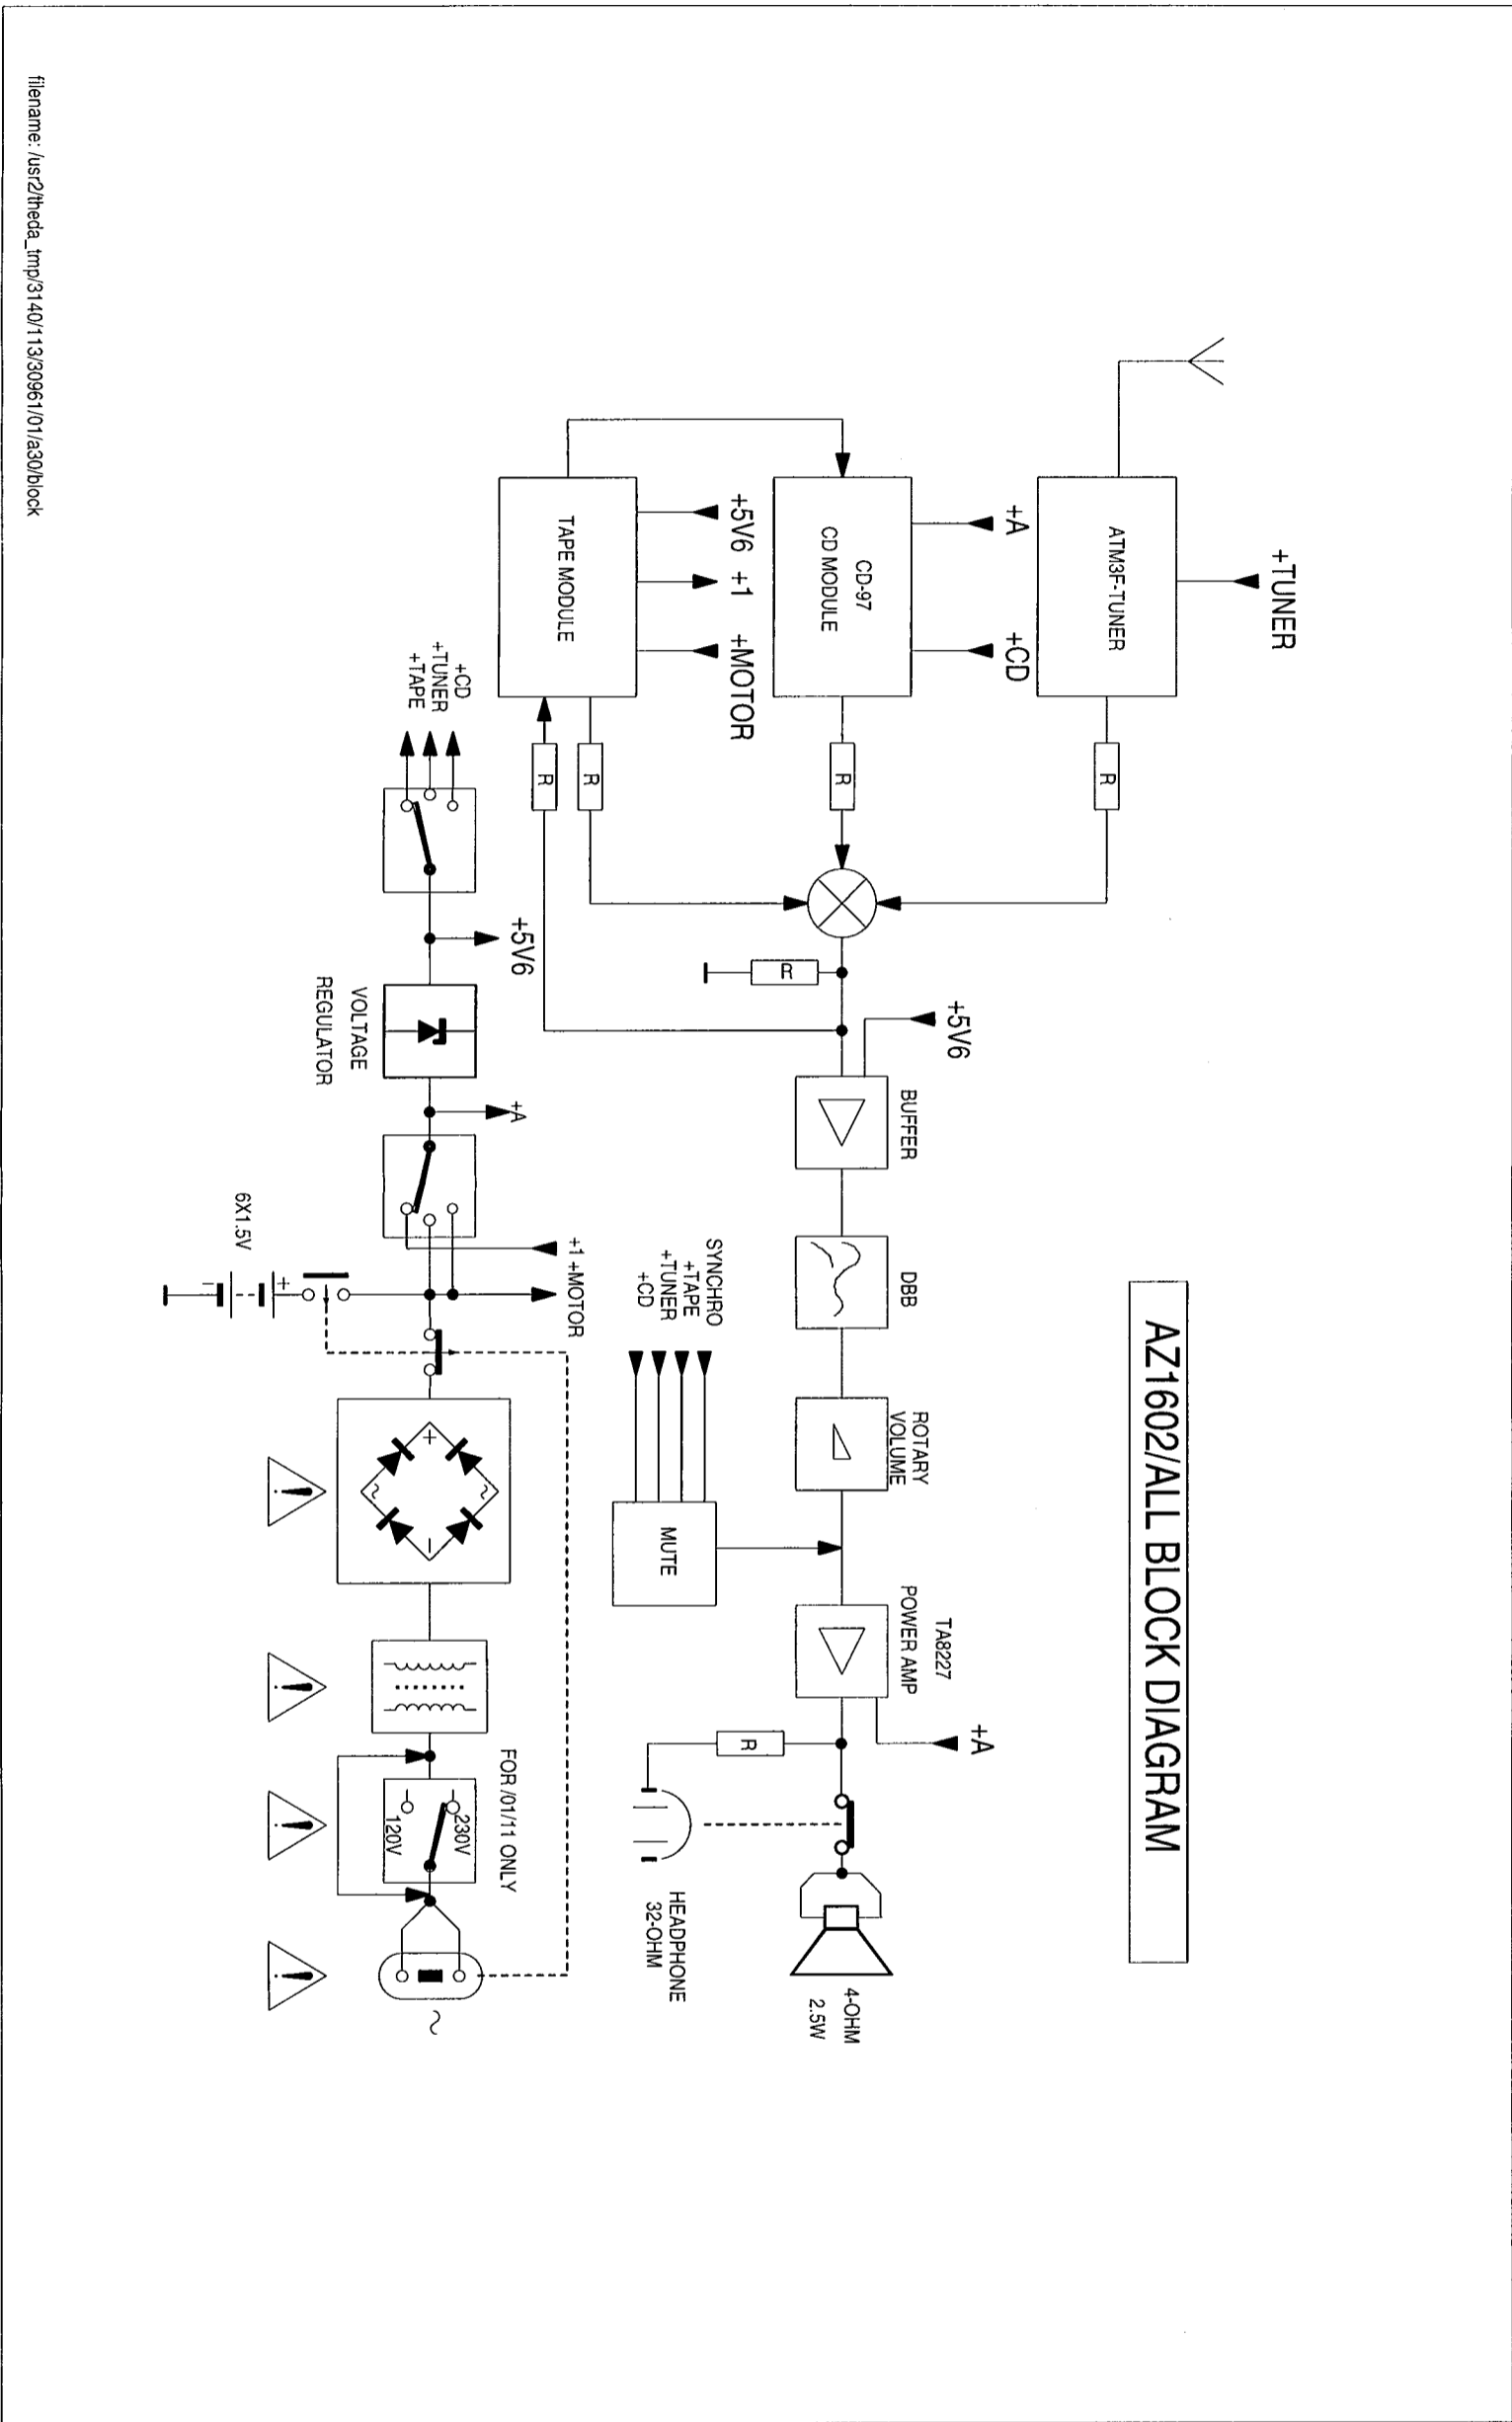 AZ1602/ALL BLOCK DIAGRAM
+TUNER
ATM3F-TUNER
R
+A
+CD
CD-97
CD MODULE
R
+5V6
+1
+MOTOR
TAPE MODULE
R
R
R
+5V6
BUFFER
DBB
ROTARY
VOLUME
TA8227
POWER AMP
+A
4-OHM
2.5W
R
HEADPHONE
32-OHM
SYNCHRO
+TAPE
+TUNER
+CD
MUTE
+CD
+TUNER
+TAPE
+5V6
VOLTAGE
REGULATOR
+A
+1 +MOTOR
6X1.5V
+
−
+
~
~
−
FOR /01/11 ONLY
230V
120V
~
!
!
!
!
filename: /usr2/theda_tmp/3140/113/30961/01/a30/block